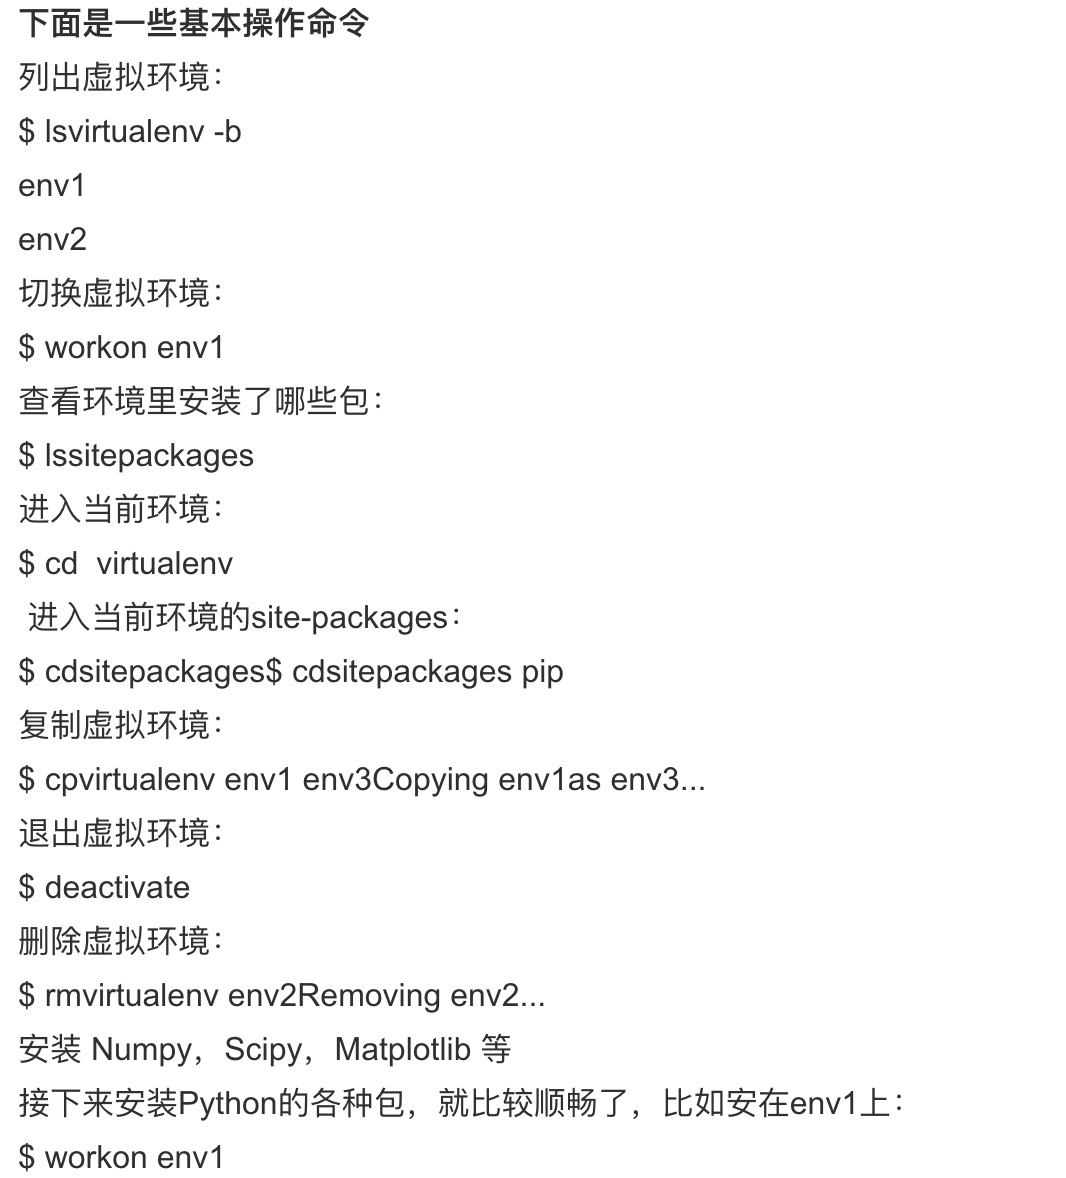 下面是一些基本操作命令
列出虚拟环境：
$ lsvirtualenv -b
env1
env2
切换虚拟环境：
$ workon env1
查看环境里安装了哪些包：
$ lssitepackages
进入当前环境：
$ cd  virtualenv
进入当前环境的site-packages：
$ cdsitepackages$ cdsitepackages pip
复制虚拟环境：
$ cpvirtualenv env1 env3Copying env1as env3...
退出虚拟环境：
$ deactivate
删除虚拟环境：
$ rmvirtualenv env2Removing env2...
安装 Numpy，Scipy，Matplotlib 等
接下来安装Python的各种包，就比较顺畅了，比如安在env1上：
$ workon env1